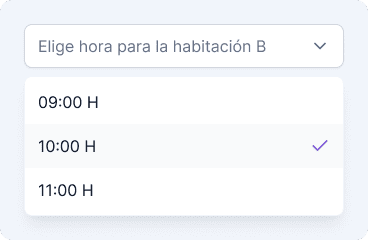 Elige hora para la habitación B
09:00 H
10:00 H
11:00 H